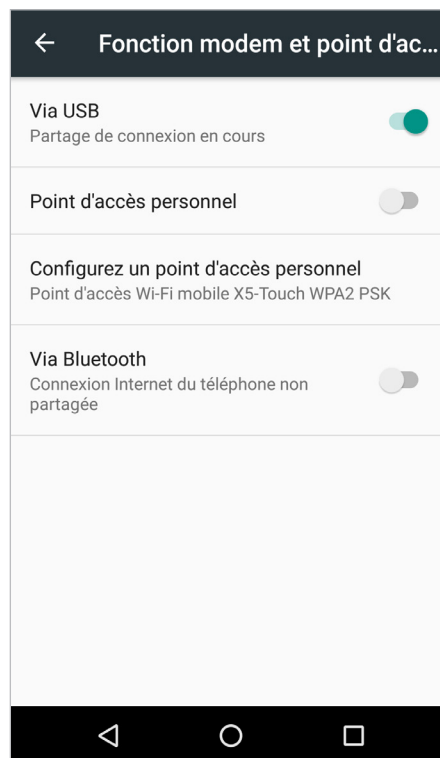 Fonction modem et point d'ac...
Via USB
Partage de connexion en cours
Point d'accès personnel
Configurez un point d'accès personnel
Point d'accès Wi-Fi mobile X5-Touch WPA2 PSK
Via Bluetooth
Connexion Internet du téléphone non
partagée